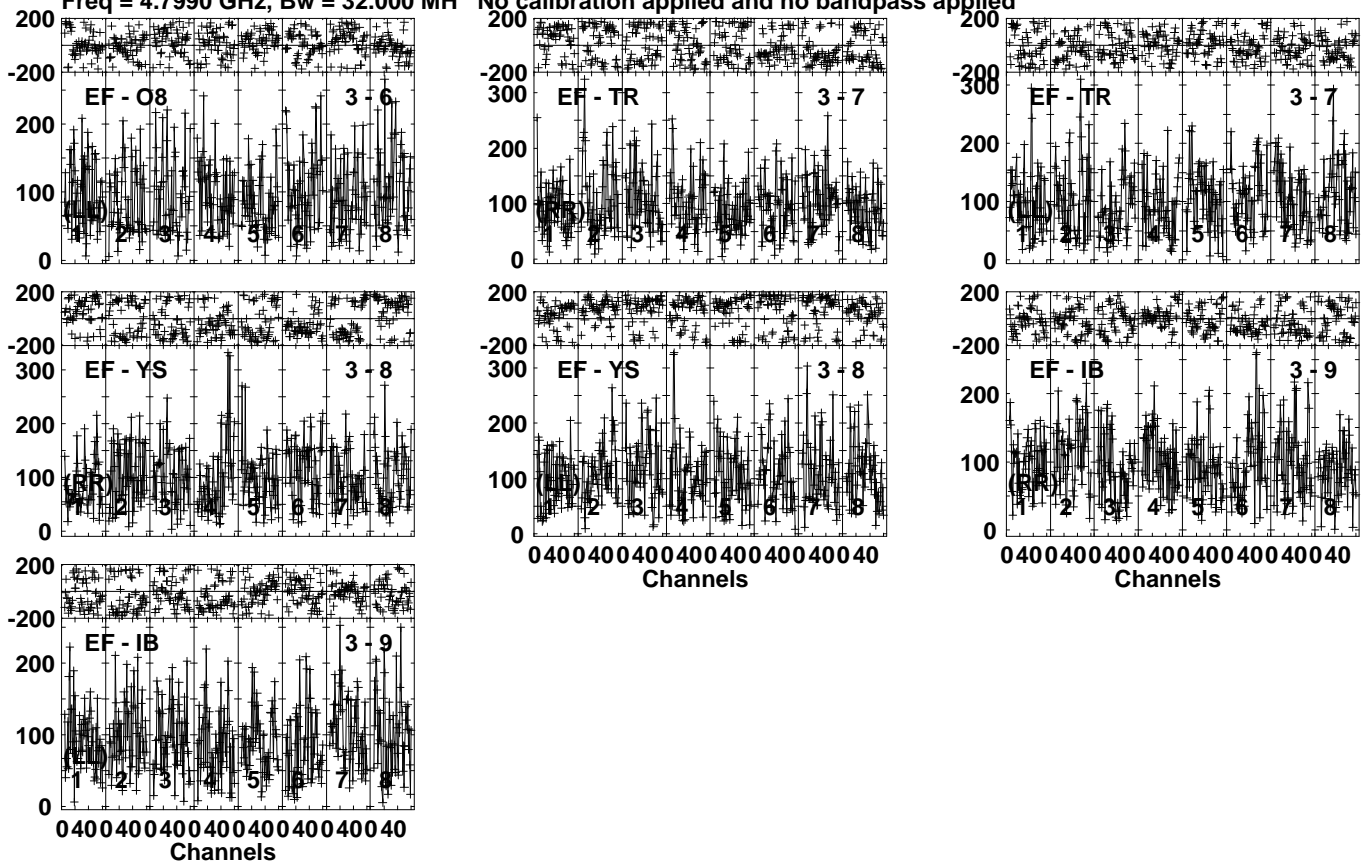 Freq = 4.7990 GHz, Bw = 32.000 MH No calibration applied and no bandpass applied
200
-200
EF - O8 3 - 6
200
100
0
(LL)
1 2 3 4 5 6 7 8
200
-200
EF - TR 3 - 7
300
200
100
0
(RR)
1 2 3 4 5 6 7 8
200
-200
EF - TR 3 - 7
300
200
100
0
(LL)
1 2 3 4 5 6 7 8
200
-200
EF - YS 3 - 8
300
200
100
0
(RR)
1 2 3 4 5 6 7 8
200
-200
EF - YS 3 - 8
300
200
100
0
(LL)
1 2 3 4 5 6 7 8
0 40 0 40 0 40 0 40 0 40 0 40 0 40 0 40
Channels
200
-200
EF - IB 3 - 9
200
100
0
(RR)
1 2 3 4 5 6 7 8
0 40 0 40 0 40 0 40 0 40 0 40 0 40 0 40
Channels
200
-200
EF - IB 3 - 9
200
100
0
(LL)
1 2 3 4 5 6 7 8
0 40 0 40 0 40 0 40 0 40 0 40 0 40 0 40
Channels